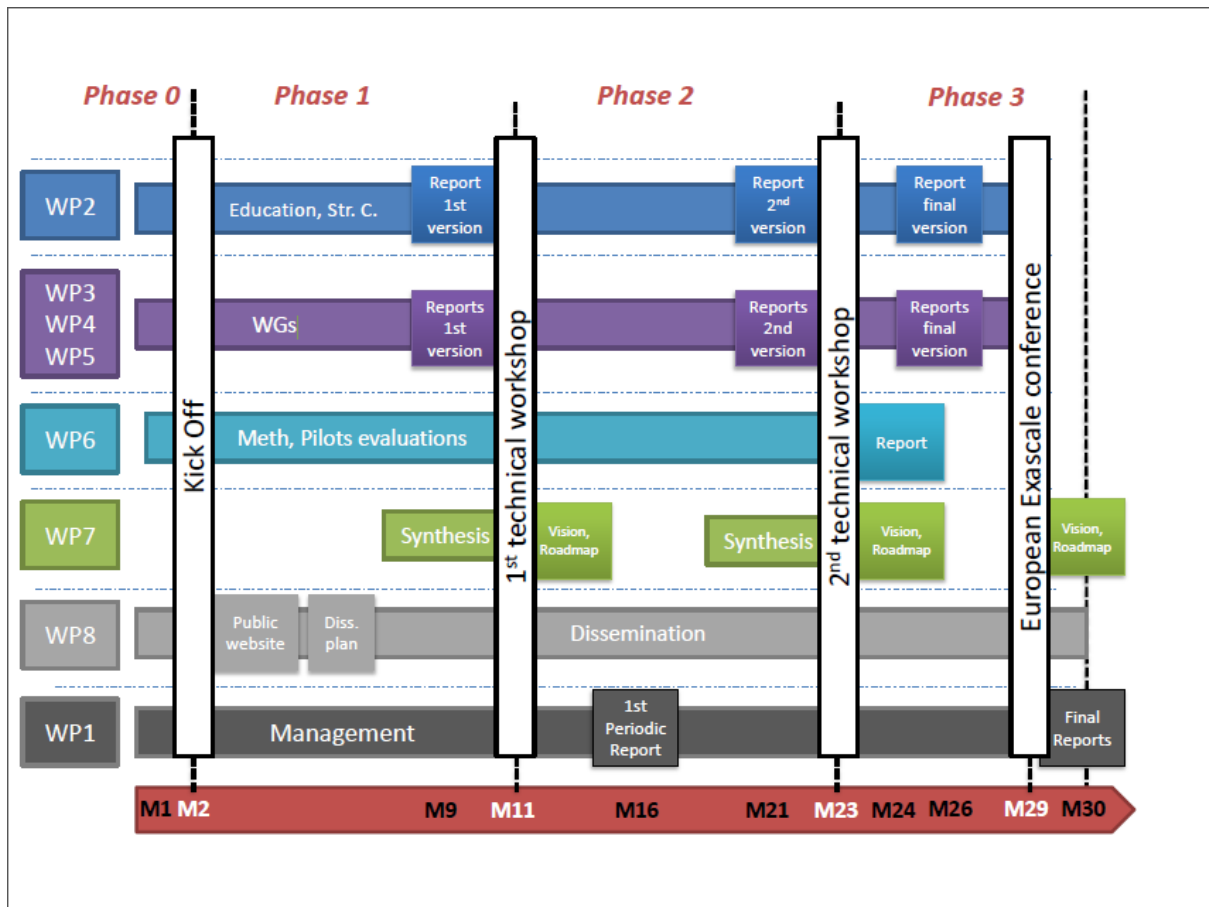 Phase 0
Phase 1
Phase 2
Phase 3
WP2
Education, Str. C.
Report
1st
version
Report
2nd
version
Report
final
version
WP3
WP4
WP5
WGs
Reports
1st
version
Reports
2nd
version
Reports
final
version
WP6
Meth, Pilots evaluations
Report
WP7
Synthesis
Vision,
Roadmap
Synthesis
Vision,
Roadmap
Vision,
Roadmap
WP8
Public
website
Diss.
plan
Dissemination
WP1
Management
1st
Periodic
Report
Final
Reports
Kick Off
1st technical workshop
2nd technical workshop
European Exascale conference
M1 M2 M9 M11 M16 M21 M23 M24 M26 M29 M30